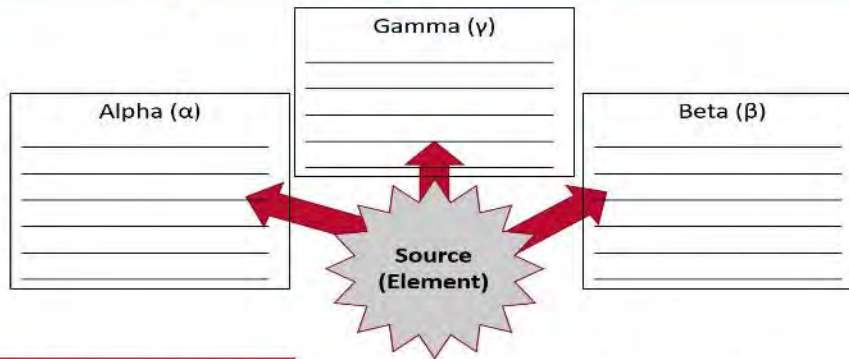 Gamma (γ)
Alpha (α)
Beta (β)
Source
(Element)